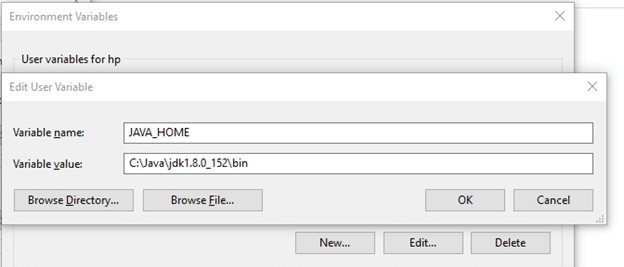 Environment Variables
User variables for hp
Edit User Variable
Variable name:
JAVA_HOME
Variable value:
C:\Java\jdk1.8.0_152\bin
Browse Directory...
Browse File...
OK
Cancel
New...
Edit...
Delete